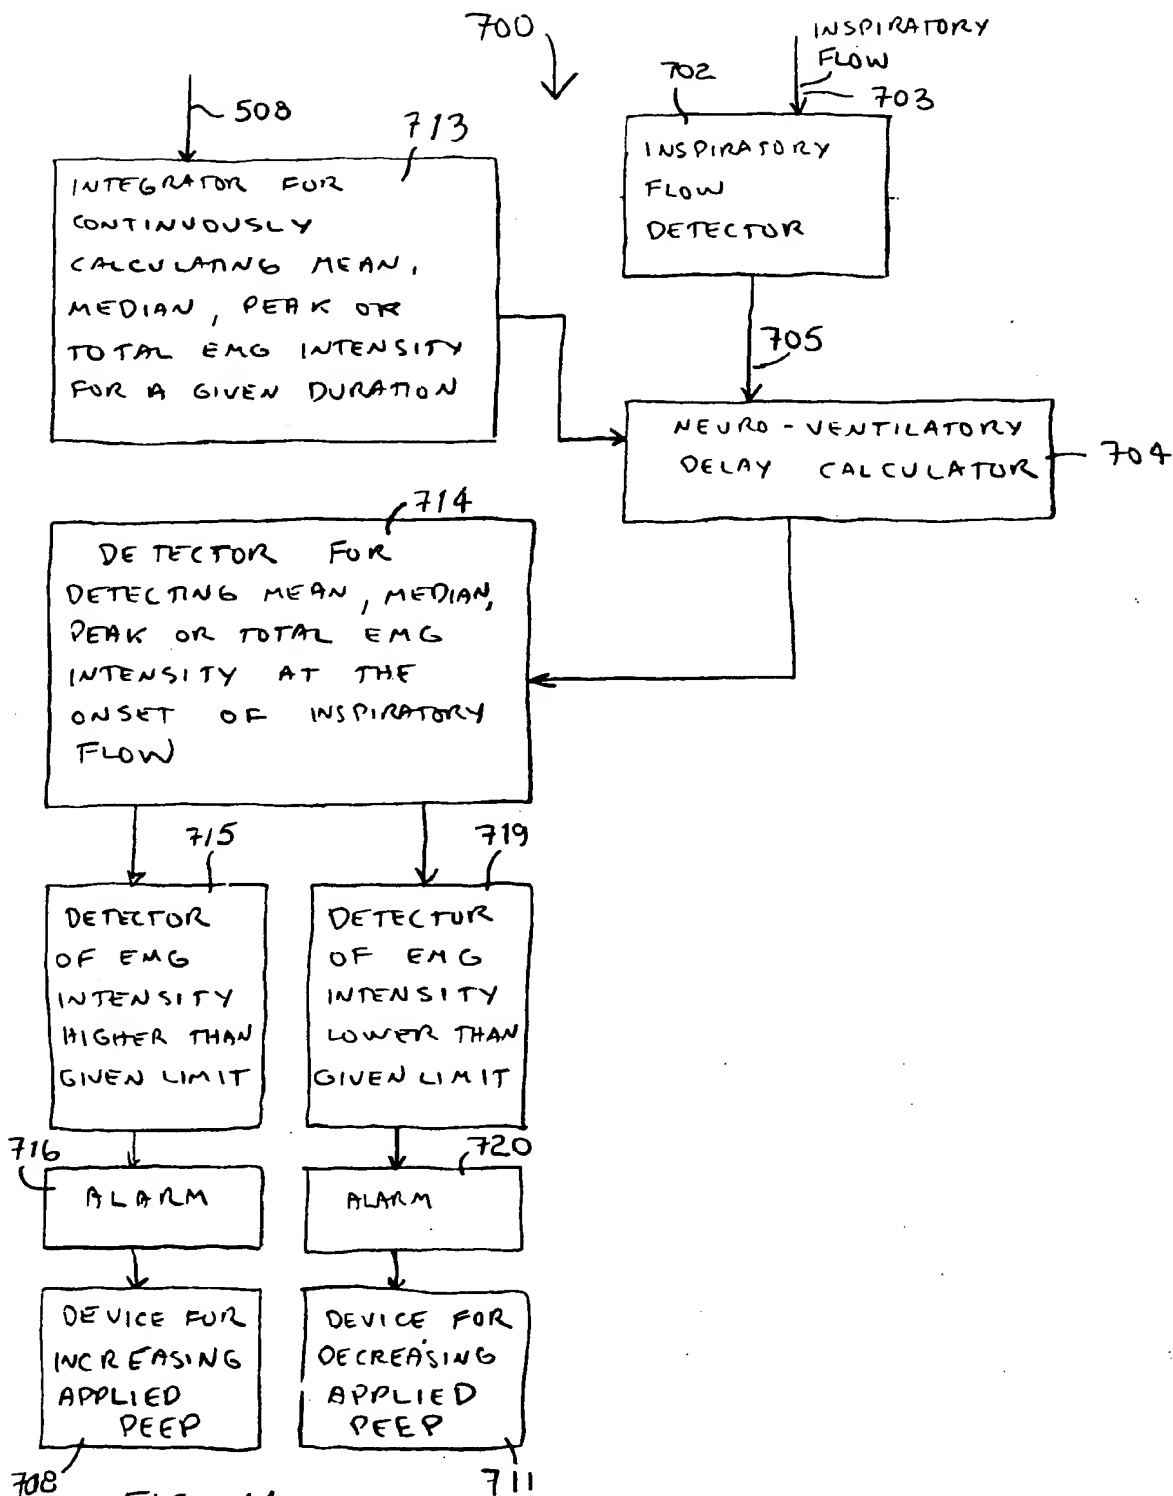 700
INSPIRATORY
FLOW
703
702
508
713
INTEGRATOR FOR
CONTINUOUSLY
CALCULATING MEAN,
MEDIAN, PEAK OR
TOTAL EMG INTENSITY
FOR A GIVEN DURATION
INSPIRATORY
FLOW
DETECTOR
705
NEURO-VENTILATORY
DELAY CALCULATOR
704
714
DETECTOR FOR
DETECTING MEAN, MEDIAN,
PEAK OR TOTAL EMG
INTENSITY AT THE
ONSET OF INSPIRATORY
FLOW
715
DETECTOR
OF EMG
INTENSITY
HIGHER THAN
GIVEN LIMIT
719
DETECTOR
OF EMG
INTENSITY
LOWER THAN
GIVEN LIMIT
716
ALARM
720
ALARM
DEVICE FOR
INCREASING
APPLIED
PEEP
708
DEVICE FOR
DECREASING
APPLIED
PEEP
711